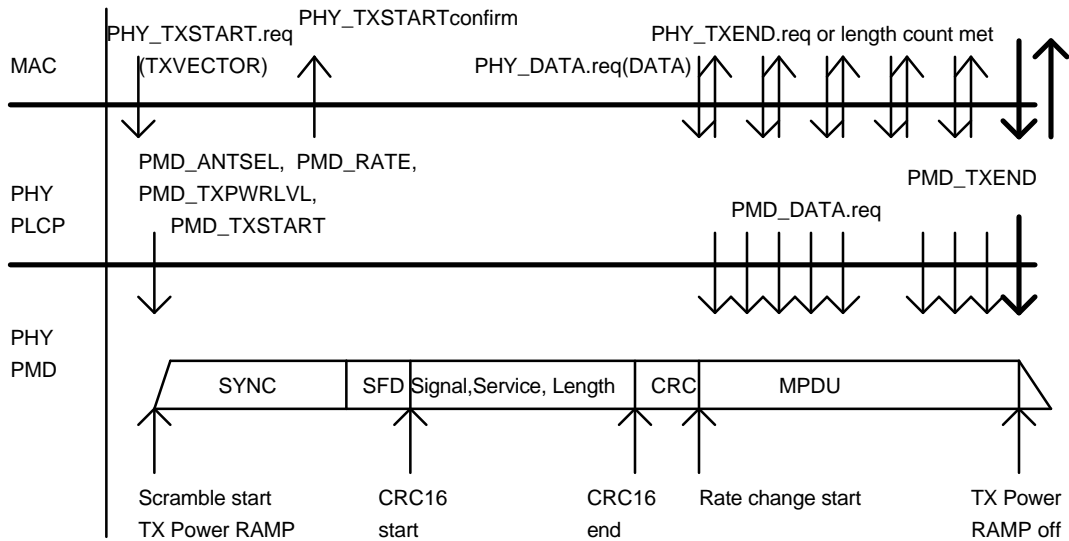 PHY_TXSTART.req
(TXVECTOR)
PHY_TXSTARTconfirm
PHY_TXEND.req or length count met
MAC
PHY_DATA.req(DATA)
PMD_ANTSEL, PMD_RATE,
PMD_TXPWRLVL,
PMD_TXSTART
PHY
PLCP
PMD_TXEND
PMD_DATA.req
PHY
PMD
SYNC
SFD
Signal,Service, Length
CRC
MPDU
Scramble start
TX Power RAMP
CRC16
start
CRC16
end
Rate change start
TX Power
RAMP off